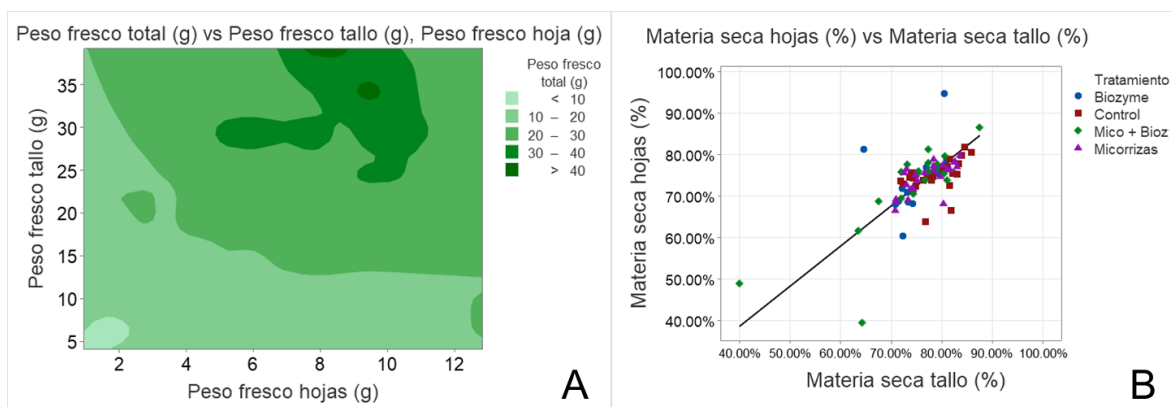 Peso fresco total (g) vs Peso fresco tallo (g), Peso fresco hoja (g)
Peso fresco tallo (g)
35
30
25
20
15
10
5
2 4 6 8 10 12
Peso fresco hojas (g)
Peso fresco
total (g)
< 10
10 – 20
20 – 30
30 – 40
> 40
A
Materia seca hojas (%) vs Materia seca tallo (%)
Materia seca hojas (%)
100.00%
90.00%
80.00%
70.00%
60.00%
50.00%
40.00%
40.00% 50.00% 60.00% 70.00% 80.00% 90.00% 100.00%
Materia seca tallo (%)
Tratamiento
Biozyme
Control
Mico + Bioz
Micorrizas
B